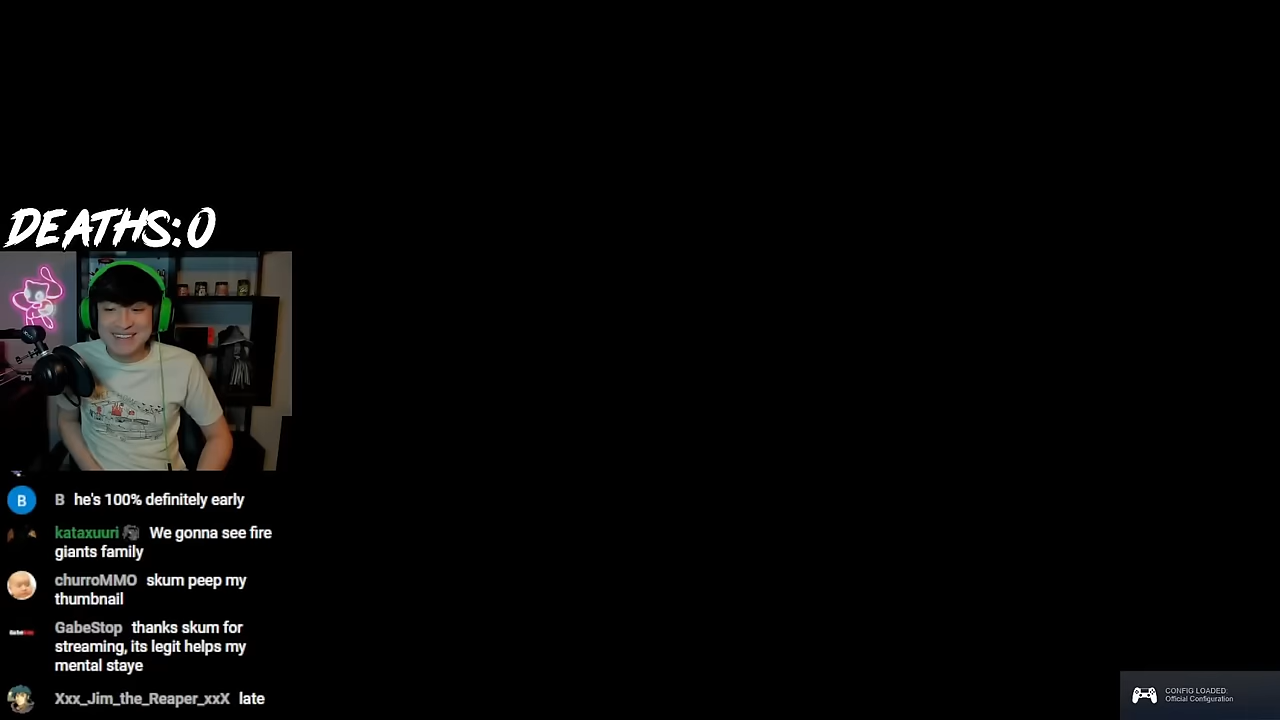 DEATHS:0
B he's 100% definitely early
kataxuuri We gonna see fire
giants family
churroMMO skum peep my
thumbnail
GabeStop thanks skum for
streaming, its legit helps my
mental staye
Xxx_Jim_the_Reaper_xxX late
CONFIG LOADED:
Official Configuration